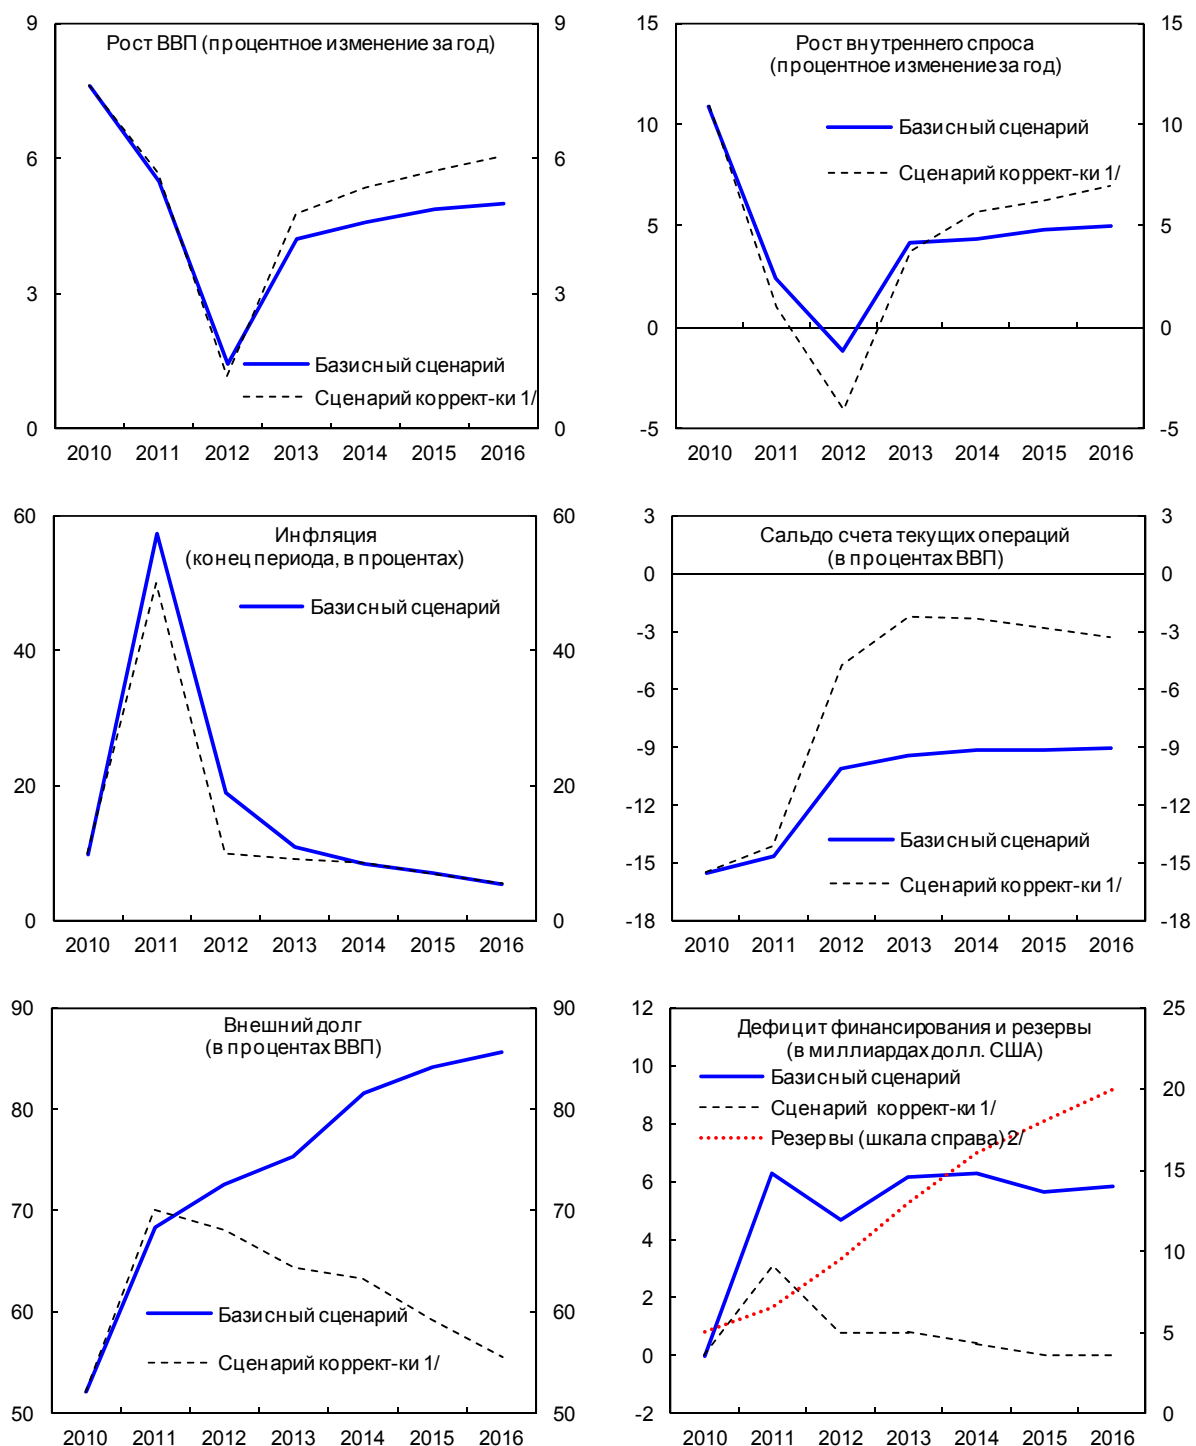 Рост ВВП (процентное изменение за год)
9 9
6 6
3 3
0 0
Базисный сценарий
Сценарий коррект-ки 1/
2010 2011 2012 2013 2014 2015 2016
Рост внутреннего спроса
(процентное изменение за год)
15 15
10 10
5 5
0 0
-5 -5
Базисный сценарий
Сценарий коррект-ки 1/
2010 2011 2012 2013 2014 2015 2016
Инфляция
(конец периода, в процентах)
60 60
40 40
20 20
0 0
Базисный сценарий
2010 2011 2012 2013 2014 2015 2016
Сальдо счета текущих операций
(в процентах ВВП)
3 3
0 0
-3 -3
-6 -6
-9 -9
-12 -12
-15 -15
-18 -18
Базисный сценарий
Сценарий коррект-ки 1/
2010 2011 2012 2013 2014 2015 2016
Внешний долг
(в процентах ВВП)
90 90
80 80
70 70
60 60
50 50
Базисный сценарий
Сценарий коррект-ки 1/
2010 2011 2012 2013 2014 2015 2016
Дефицит финансирования и резервы
(в миллиардах долл. США)
Базисный сценарий
Сценарий коррект-ки 1/
Резервы (шкала справа) 2/
12 25
10
8 20
6 15
4 10
2
0 5
-2 0
2010 2011 2012 2013 2014 2015 2016